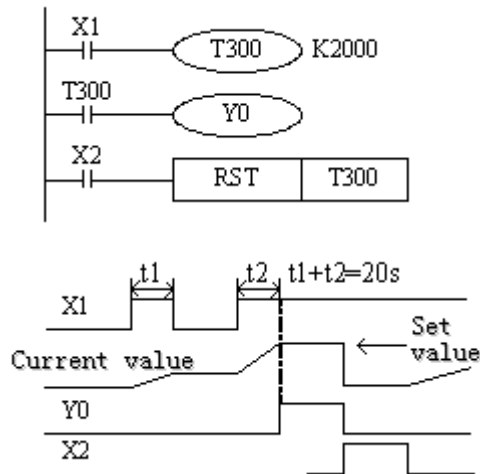 X1
T300 K2000
T300
Y0
X2
RST T300
t1 t2 t1+t2=20s
X1
Set
value
Current value
Y0
X2